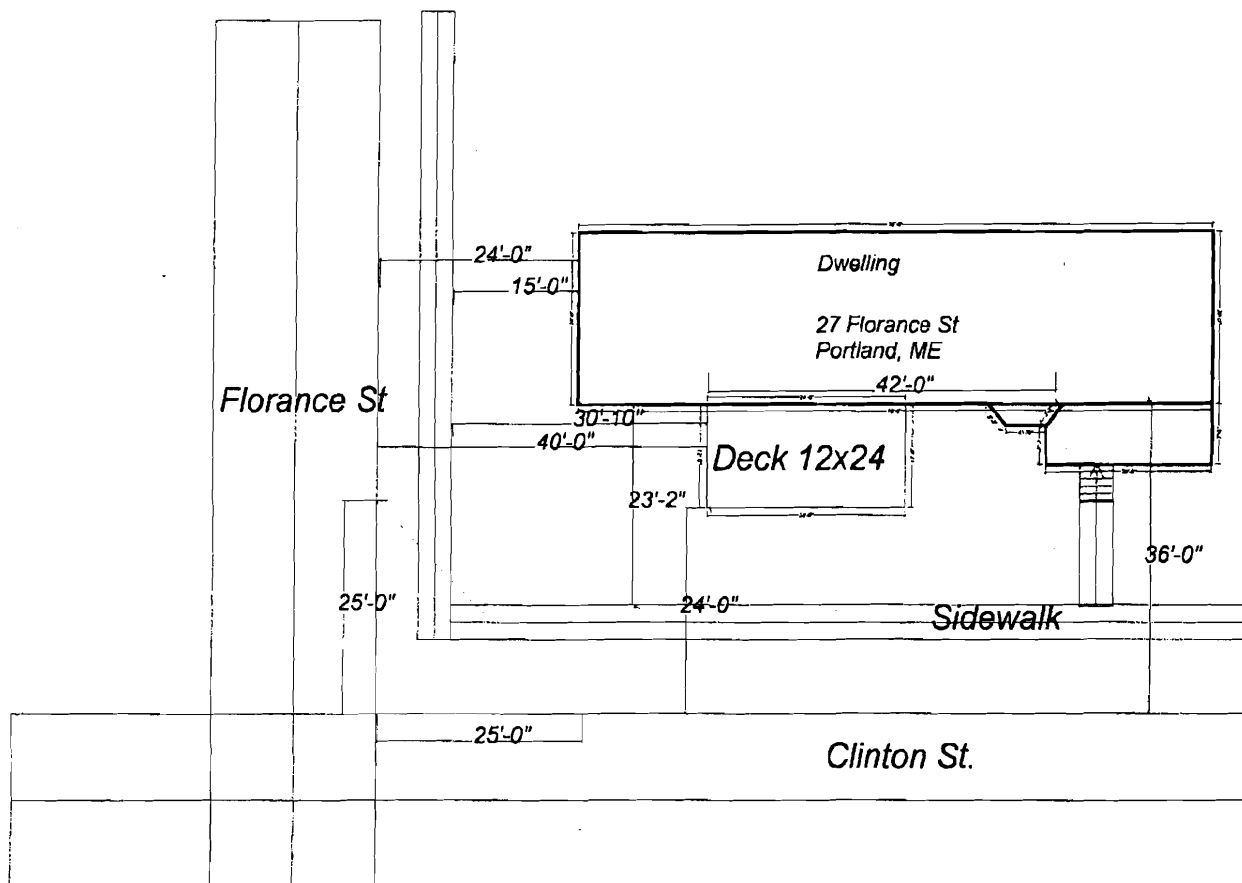 24'-0"
15'-0"
Dwelling
27 Florance St
Portland, ME
42'-0"
Florance St
30'-10"
40'-0"
Deck 12x24
23'-2"
36'-0"
25'-0"
24'-0"
Sidewalk
25'-0"
Clinton St.